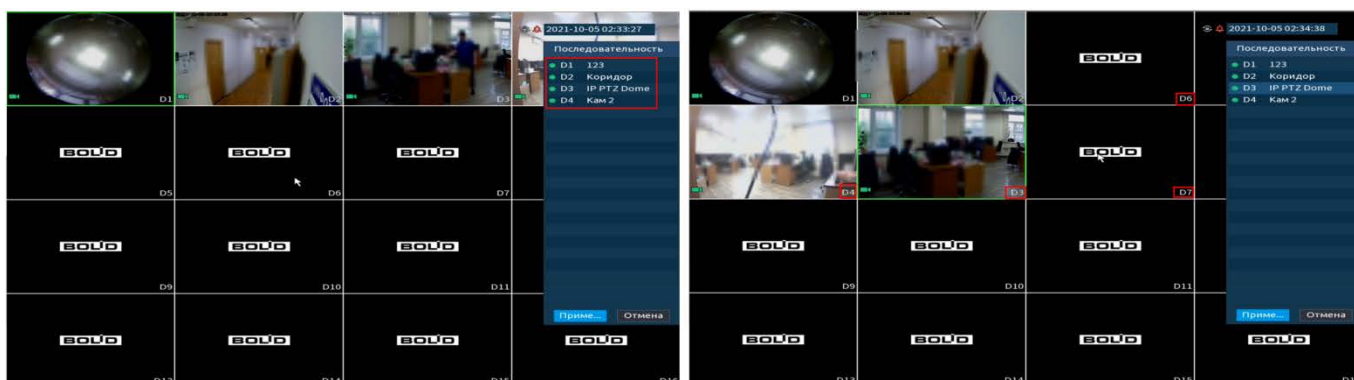 2021-10-05 02:33:27
Последовательность
D1 123
D2 Коридор
D3 IP PTZ Dome
D4 Кам 2
D1
D2
D3
BOLID
BOLID
BOLID
D5
D6
D7
BOLID
BOLID
BOLID
D9
D10
D11
Приме...
Отмена
BOLID
BOLID
BOLID
BOLID
2021-10-05 02:34:38
Последовательность
D1 123
D2 Коридор
D3 IP PTZ Dome
D4 Кам 2
BOLID
D1
D2
D6
BOLID
D4
D3
D7
BOLID
BOLID
BOLID
D9
D10
D11
Приме...
Отмена
BOLID
BOLID
BOLID
BOLID